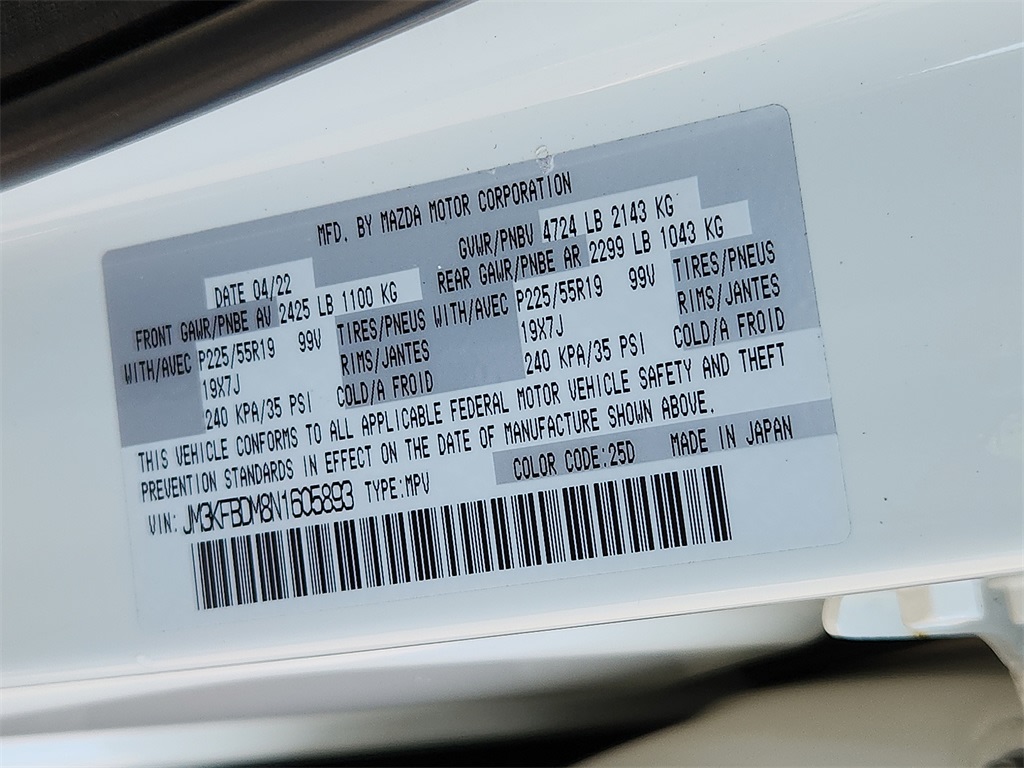 MFD. BY MAZDA MOTOR CORPORATION
DATE 04/22 GVWR/PNBV 4724 LB 2143 KG
FRONT GAWR/PNBE AV 2425 LB 1100 KG REAR GAWR/PNBE AR 2299 LB 1043 KG
WITH/AVEC P225/55R19 99V TIRES/PNEUS WITH/AVEC P225/55R19 99V TIRES/PNEUS
19X7J RIMS/JANTES 19X7J RIMS/JANTES
240 KPA/35 PSI COLD/A FROID 240 KPA/35 PSI COLD/A FROID
THIS VEHICLE CONFORMS TO ALL APPLICABLE FEDERAL MOTOR VEHICLE SAFETY AND THEFT
PREVENTION STANDARDS IN EFFECT ON THE DATE OF MANUFACTURE SHOWN ABOVE.
COLOR CODE:25D MADE IN JAPAN
VIN: JM3KFBDM8N1605893 TYPE:MPV